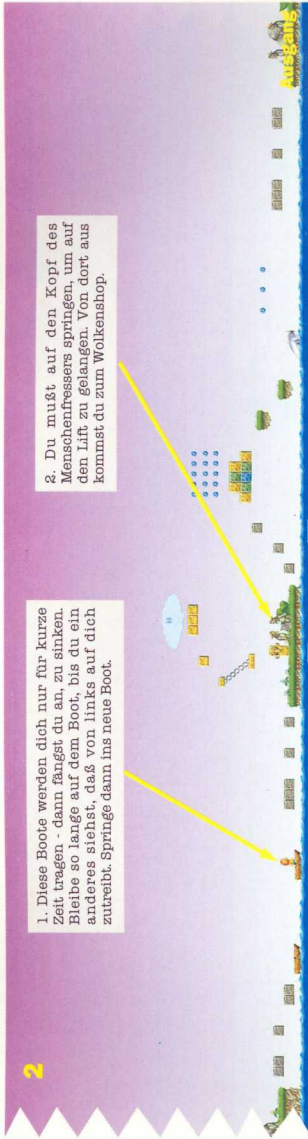 2
1. Diese Boote werden dich nur für kurze
Zeit tragen - dann fängst du an, zu sinken.
Bleibe so lange auf dem Boot, bis du ein
anderes siehst, daß von links auf dich
zutreibt. Springe dann ins neue Boot.
2. Du mußt auf den Kopf des
Menschenfressers springen, um auf
den Lift zu gelangen. Von dort aus
kommst du zum Wolkenshop.
Ausgang